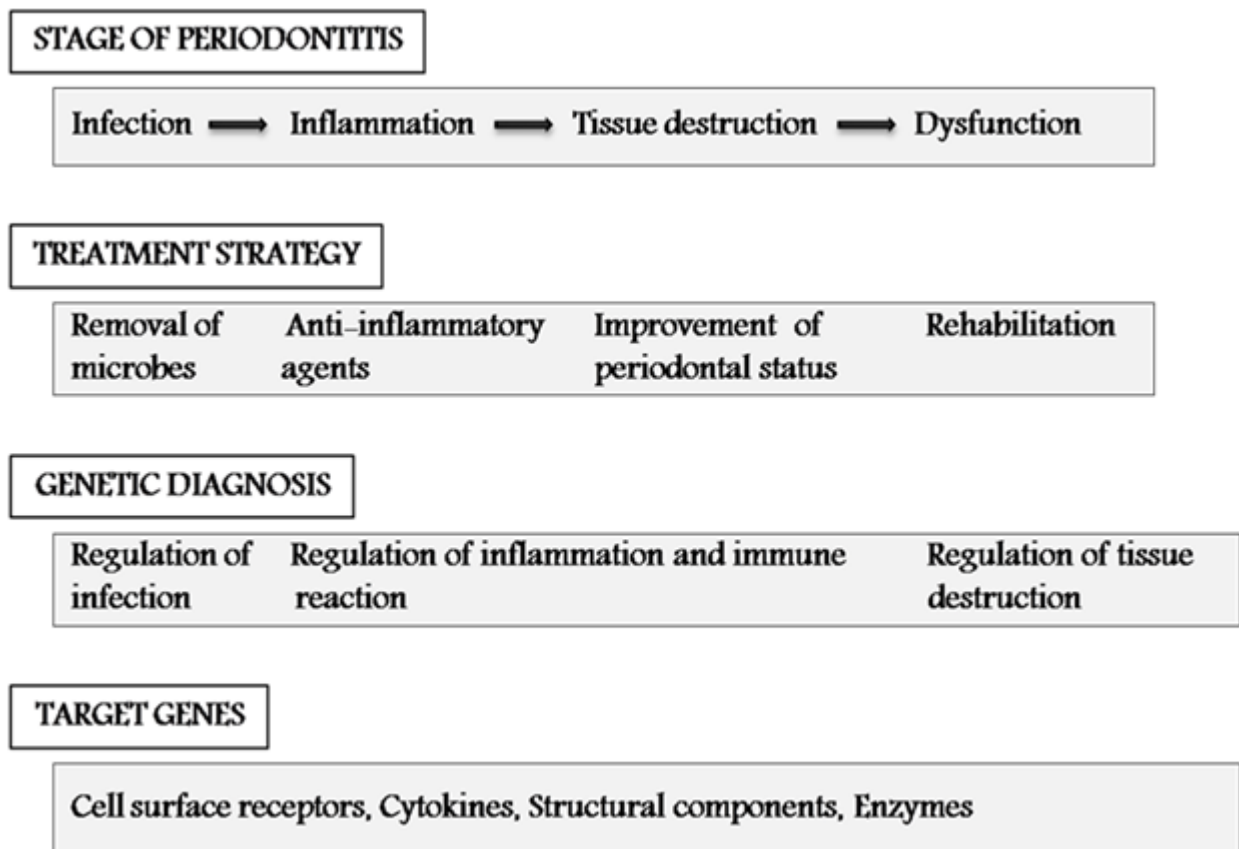 STAGE OF PERIODONTITIS
Infection Inflammation Tissue destruction Dysfunction
TREATMENT STRATEGY
Removal of Anti-inflammatory Improvement of Rehabilitation
microbes agents periodontal status
GENETIC DIAGNOSIS
Regulation of Regulation of inflammation and immune Regulation of tissue
infection reaction destruction
TARGET GENES
Cell surface receptors, Cytokines, Structural components, Enzymes